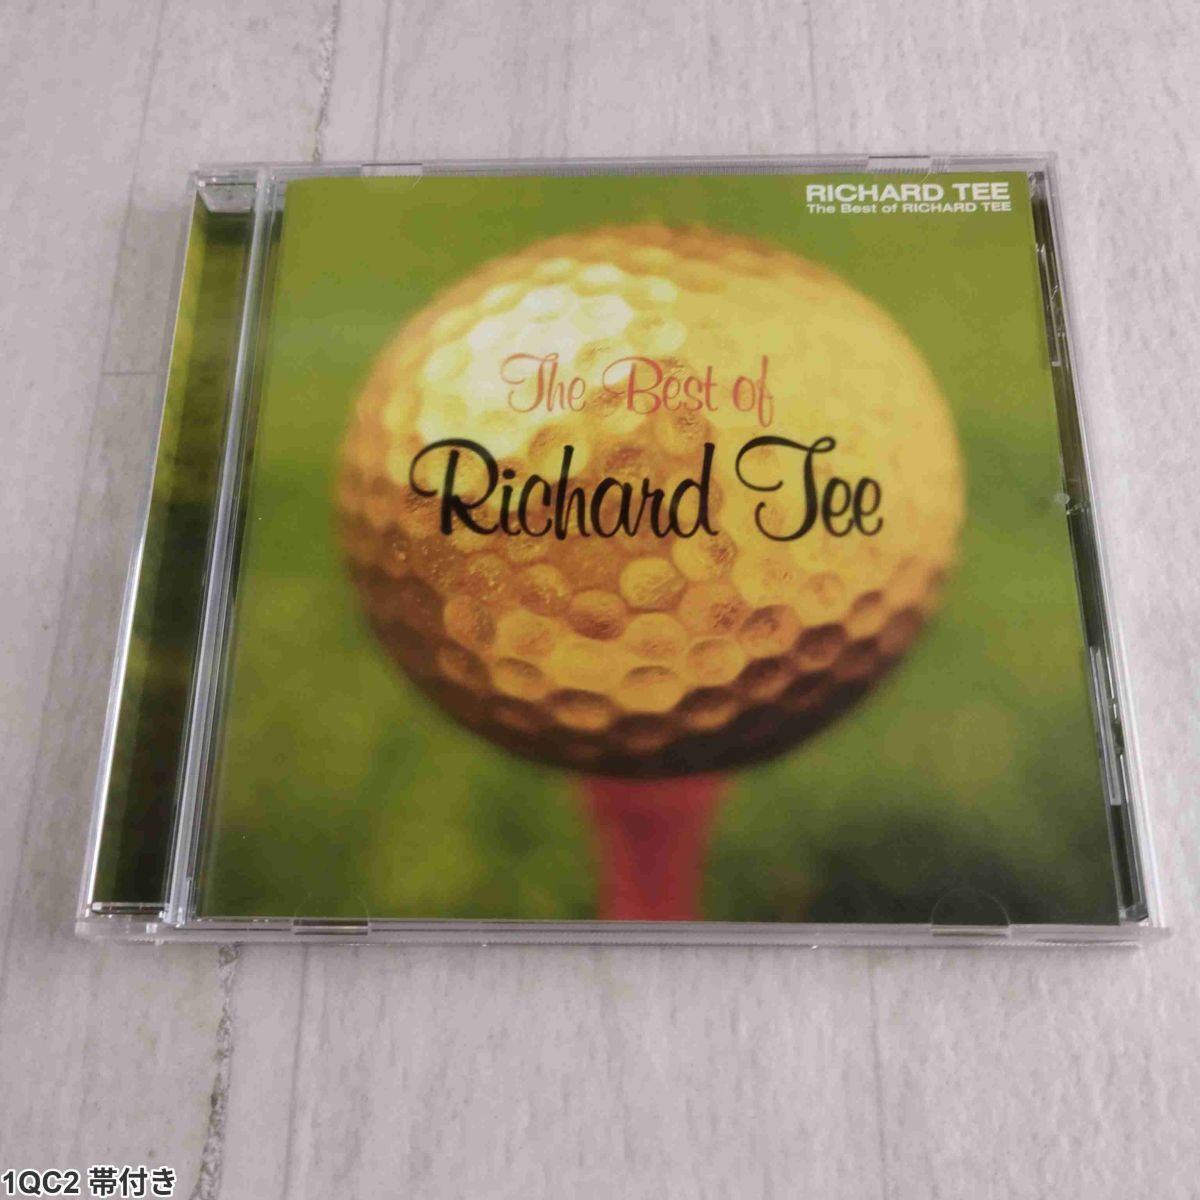 RICHARD TEE
The Best of RICHARD TEE
The Best of
Richard Tee
1QC2 帯付き